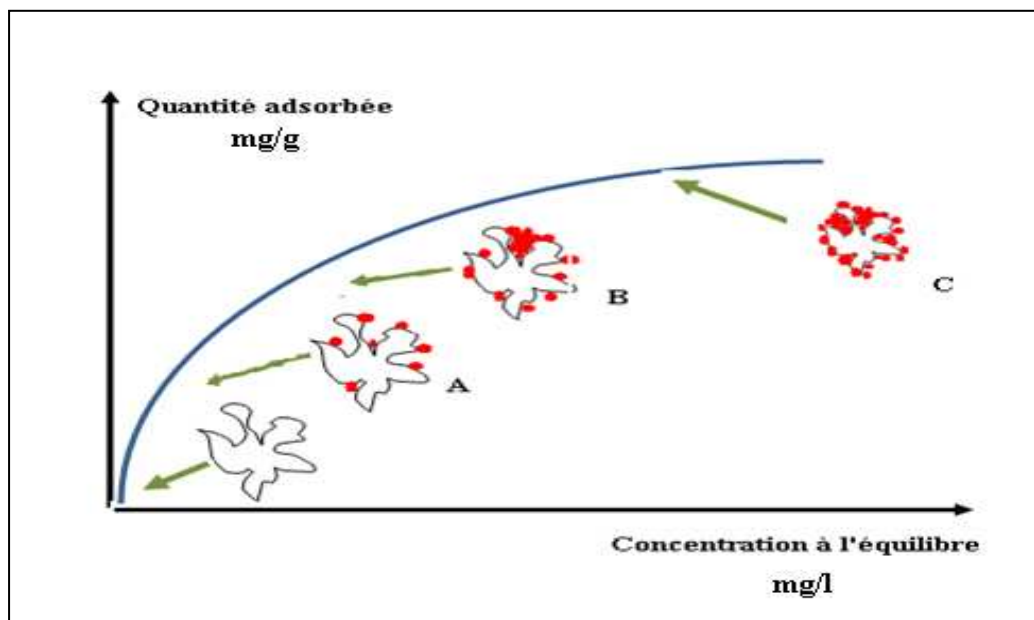 Quantité adsorbée
mg/g
B
C
A
Concentration à l'équilibre
mg/l